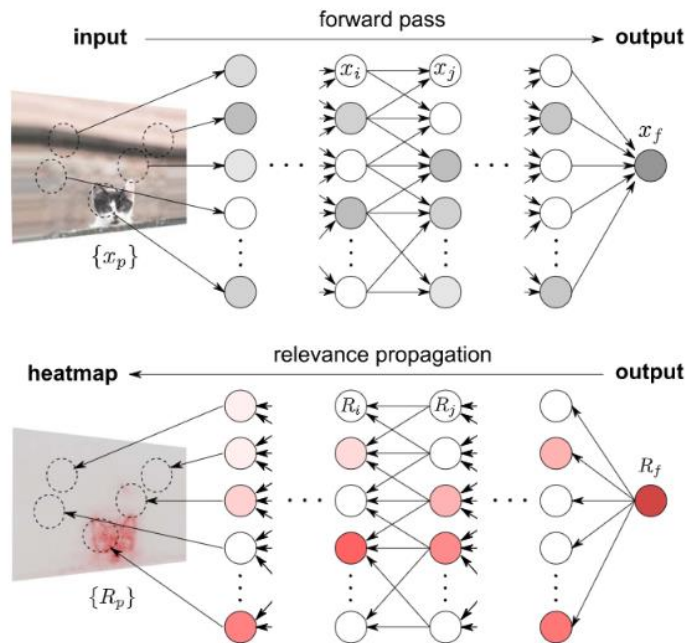 forward pass
input
output
$x_i$
$x_j$
$x_f$
$\{x_p\}$
relevance propagation
heatmap
output
$R_i$
$R_j$
$R_f$
$\{R_p\}$